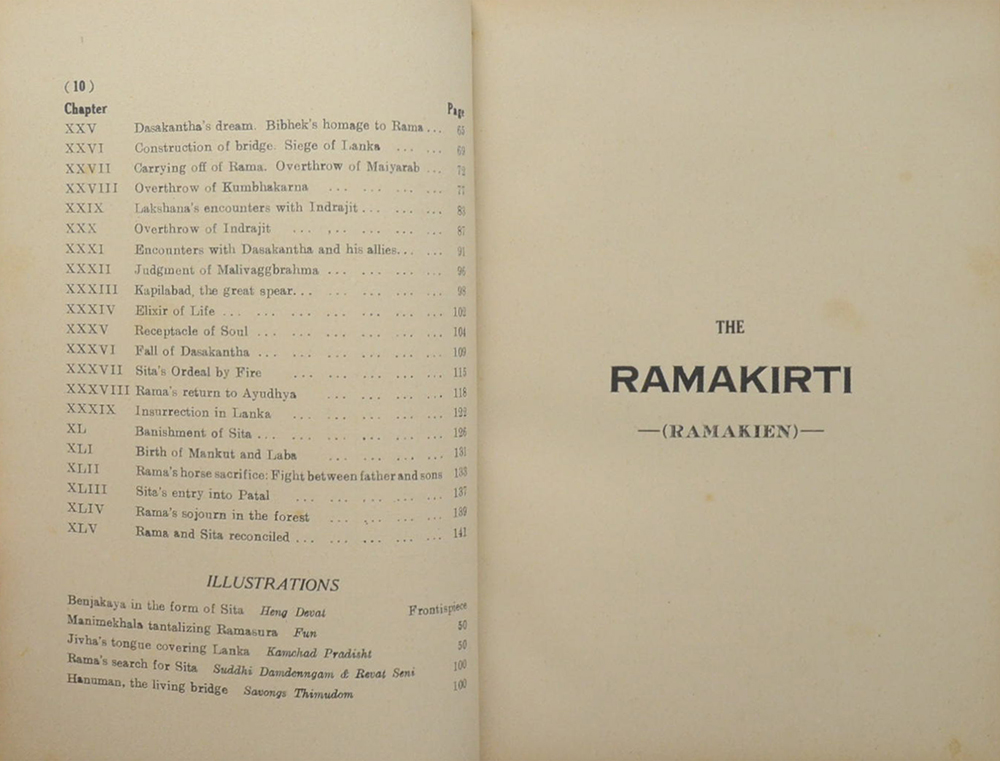 (10)
Chapter Page
XXV Dasakantha's dream. Bibhek's homage to Rama... 65
XXVI Construction of bridge. Siege of Lanka ... ... 69
XXVII Carrying off of Rama. Overthrow of Maiyarab ... 72
XXVIII Overthrow of Kumbhakarna ... ... ... ... 77
XXIX Lakshana's encounters with Indrajit... ... ... 83
XXX Overthrow of Indrajit ... ... ... ... ... 87
XXXI Encounters with Dasakantha and his allies... ... 91
XXXII Judgment of Malivaggbrahma ... ... ... ... 96
XXXIII Kapilabad, the great spear... ... ... ... ... 98
XXXIV Elixir of Life ... ... ... ... ... ... ... 102
XXXV Receptacle of Soul ... ... ... ... ... ... 104
XXXVI Fall of Dasakantha ... ... ... ... ... ... 109
XXXVII Sita's Ordeal by Fire ... ... ... ... ... 115
XXXVIII Rama's return to Ayudhya ... ... ... ... 118
XXXIX Insurrection in Lanka ... ... ... ... ... 122
XL Banishment of Sita ... ... ... ... ... ... 126
XLI Birth of Mankut and Laba ... ... ... ... 131
XLII Rama's horse sacrifice: Fight between father and sons 133
XLIII Sita's entry into Patal ... ... ... ... ... 137
XLIV Rama's sojourn in the forest ... ... ... ... 139
XLV Rama and Sita reconciled ... ... ... ... ... 141
ILLUSTRATIONS
Benjakaya in the form of Sita Heng Devat Frontispiece
Manimekhala tantalizing Ramasura Fun 50
Jivha's tongue covering Lanka Kamchad Pradisht 50
Rama's search for Sita Suddhi Damdenngam & Revat Seni 100
Hanuman, the living bridge Savongs Thimudom 100
THE
RAMAKIRTI
—(RAMAKIEN)—